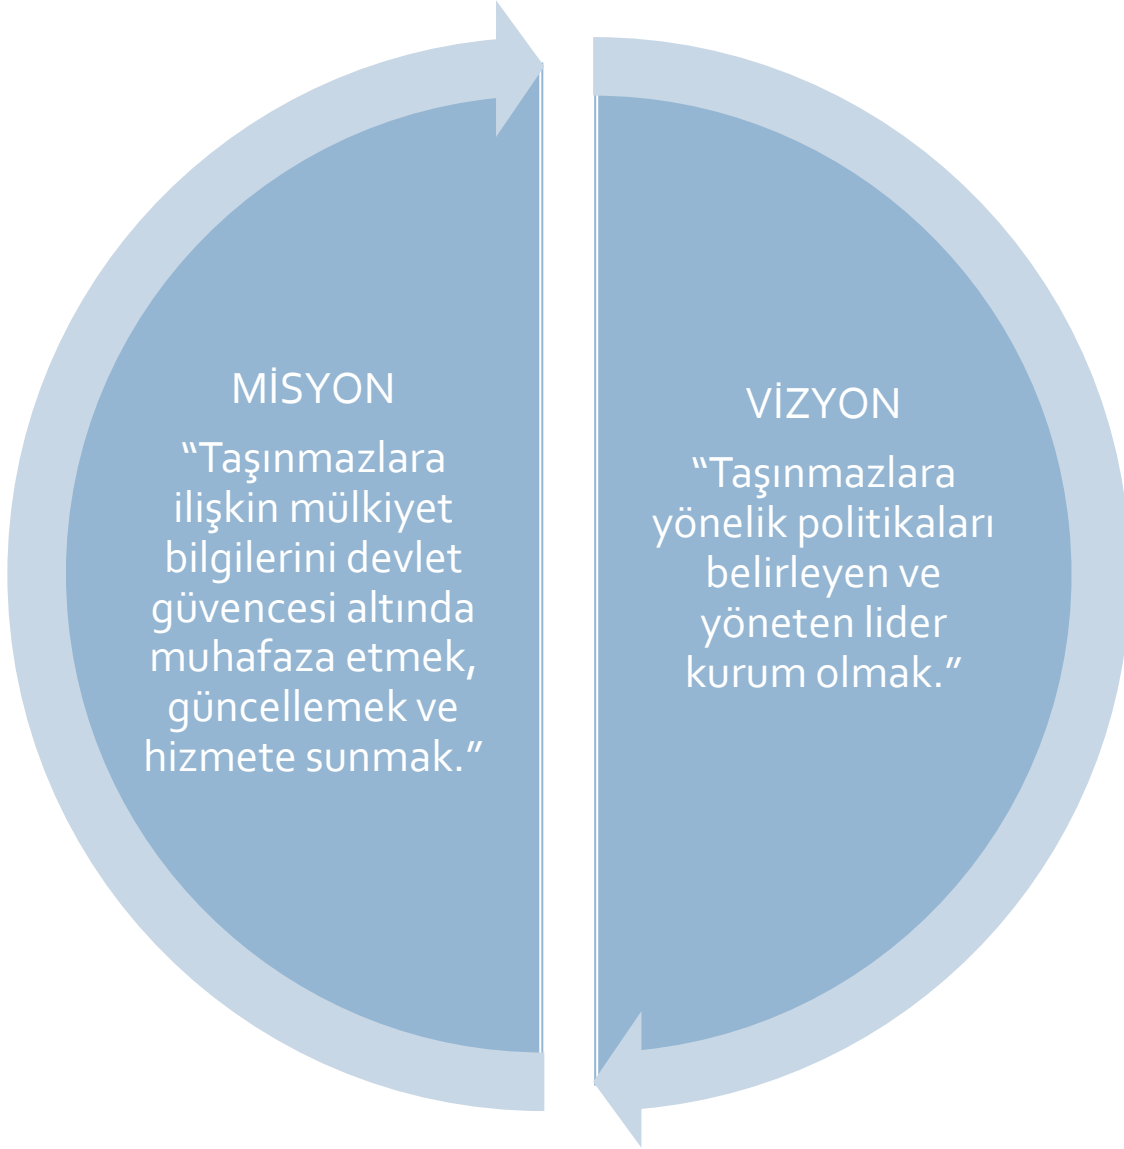 MİSYON
“Taşınmazlara
ilişkin mülkiyet
bilgilerini devlet
güvencesi altında
muhafaza etmek,
güncellemek ve
hizmete sunmak.”
VİZYON
“Taşınmazlara
yönelik politikaları
belirleyen ve
yöneten lider
kurum olmak.”